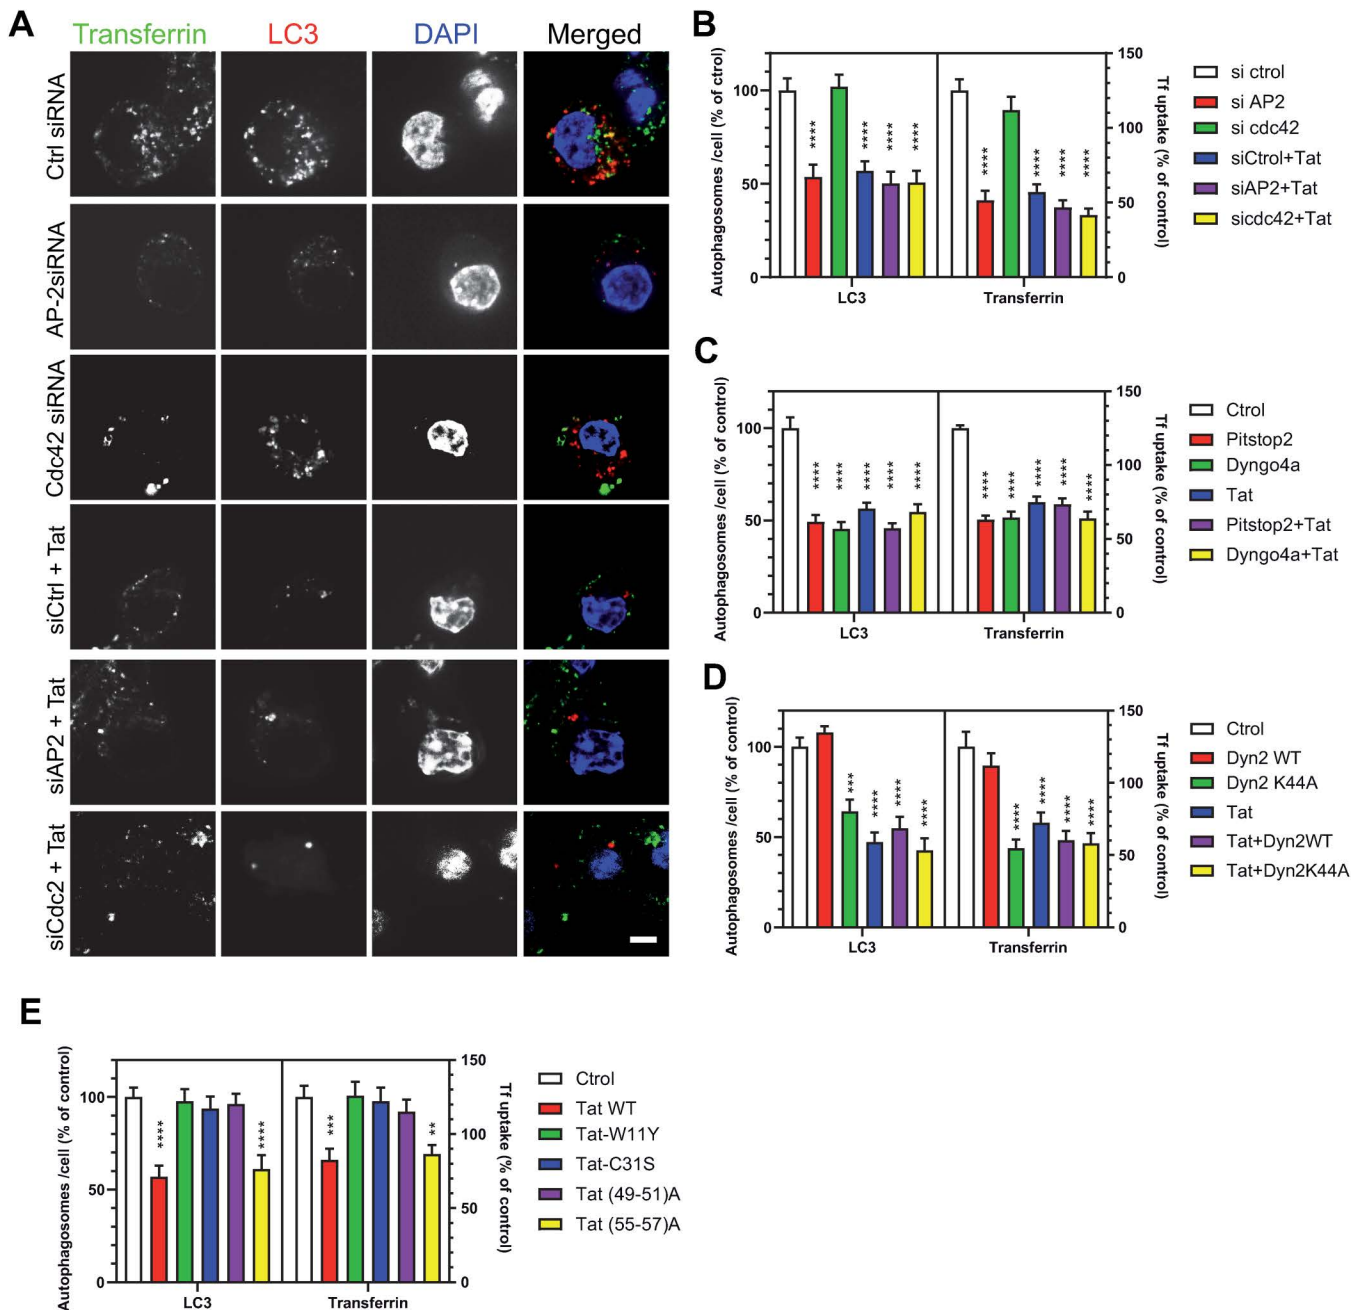 A
Transferrin LC3 DAPI Merged
Ctrl siRNA
AP-2siRNA
Cdc42 siRNA
siCtrl + Tat
siAP2 + Tat
siCdc2 + Tat
B
Autophagosomes /cell (% of ctrol)
100
50
0
**** **** **** ****
**** **** **** ****
LC3 Transferrin
150
100
50
0
Tf uptake (% of control)
si ctrol
si AP2
si cdc42
siCtrol+Tat
siAP2+Tat
sicdc42+Tat
C
Autophagosomes /cell (% of control)
100
50
0
**** **** **** **** ****
**** **** **** **** ****
LC3 Transferrin
150
100
50
0
Tf uptake (% of control)
Ctrol
Pitstop2
Dyngo4a
Tat
Pitstop2+Tat
Dyngo4a+Tat
D
Autophagosomes /cell (% of control)
100
50
0
*** **** **** ****
**** **** **** ****
LC3 Transferrin
150
100
50
0
Tf uptake (% of control)
Ctrol
Dyn2 WT
Dyn2 K44A
Tat
Tat+Dyn2WT
Tat+Dyn2K44A
E
Autophagosomes /cell (% of control)
100
50
0
**** ****
*** **
LC3 Transferrin
150
100
50
0
Tf uptake (% of control)
Ctrol
Tat WT
Tat-W11Y
Tat-C31S
Tat (49-51)A
Tat (55-57)A